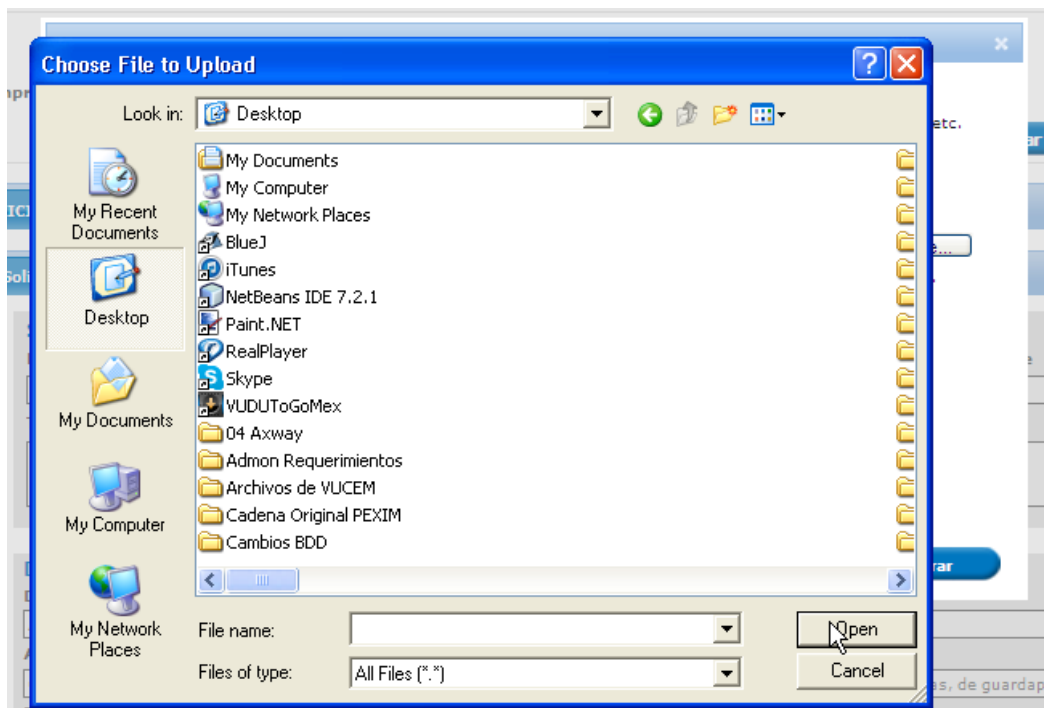 Choose File to Upload
Look in: Desktop
etc.
My Recent
Documents
Desktop
My Documents
My Computer
My Network
Places
My Documents
My Computer
My Network Places
BlueJ
iTunes
NetBeans IDE 7.2.1
Paint.NET
RealPlayer
Skype
VUDUToGoMex
04 Axway
Admon Requerimientos
Archivos de VUCEM
Cadena Original PEXIM
Cambios BDD
File name:
Open
Files of type: All Files (*.*)
Cancel
as, de guardap